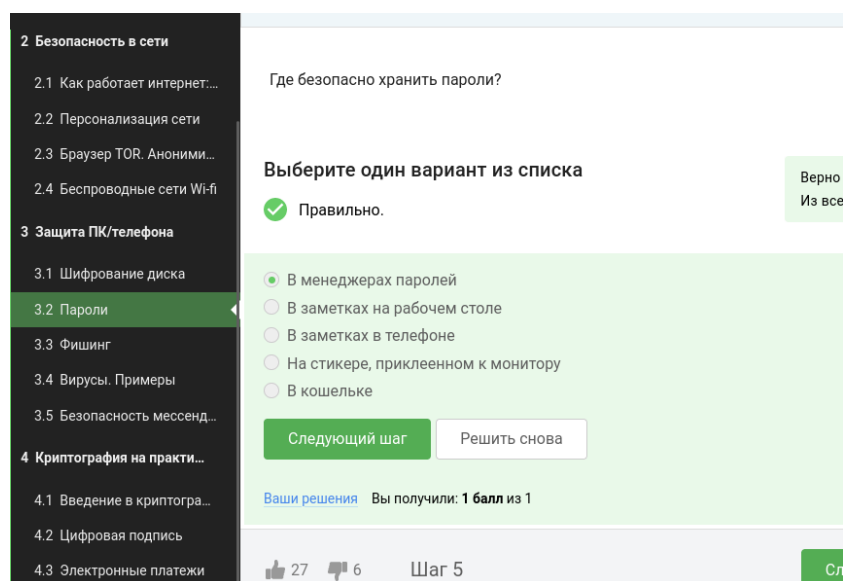 2 Безопасность в сети
2.1 Как работает интернет:...
2.2 Персонализация сети
2.3 Браузер TOR. Аноними...
2.4 Беспроводные сети Wi-fi
3 Защита ПК/телефона
3.1 Шифрование диска
3.2 Пароли
3.3 Фишинг
3.4 Вирусы. Примеры
3.5 Безопасность мессенд...
4 Криптография на практи...
4.1 Введение в криптогра...
4.2 Цифровая подпись
4.3 Электронные платежи
Где безопасно хранить пароли?
Выберите один вариант из списка
Правильно.
Верно
Из все
В менеджерах паролей
В заметках на рабочем столе
В заметках в телефоне
На стикере, приклеенном к монитору
В кошельке
Следующий шаг Решить снова
Ваши решения Вы получили: 1 балл из 1
27 6 Шаг 5
Сл